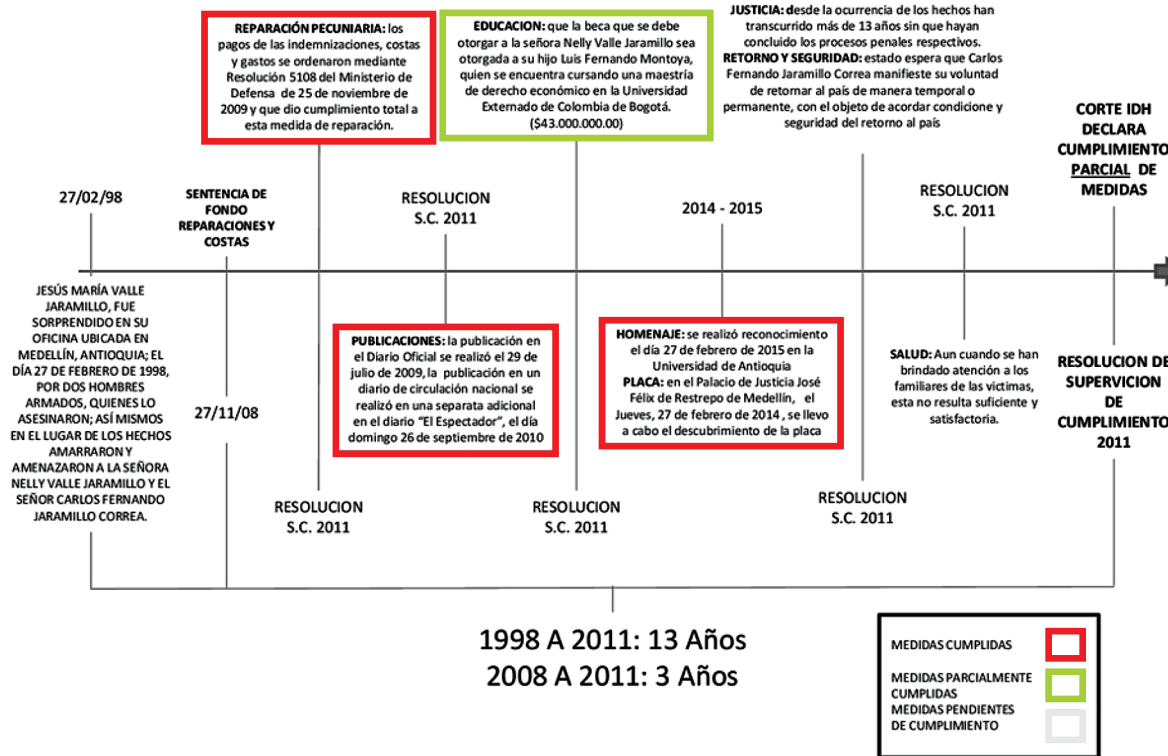 REPARACIÓN PECUNIARIA: los
pagos de las indemnizaciones, costas
y gastos se ordenaron mediante
Resolución 5108 del Ministerio de
Defensa de 25 de noviembre de
2009 y que dio cumplimiento total a
esta medida de reparación.
EDUCACION: que la beca que se debe
otorgar a la señora Nelly Valle Jaramillo sea
otorgada a su hijo Luis Fernando Montoya,
quien se encuentra cursando una maestría
de derecho económico en la Universidad
Externado de Colombia de Bogotá.
($43.000.000.00)
JUSTICIA: desde la ocurrencia de los hechos han
transcurrido más de 13 años sin que hayan
concluido los procesos penales respectivos.
RETORNO Y SEGURIDAD: estado espera que Carlos
Fernando Jaramillo Correa manifieste su voluntad
de retornar al país de manera temporal o
permanente, con el objeto de acordar condicione y
seguridad del retorno al país
CORTE IDH
DECLARA
CUMPLIMIENTO
PARCIAL DE
MEDIDAS
27/02/98
SENTENCIA DE
FONDO
REPARACIONES Y
COSTAS
RESOLUCION
S.C. 2011
2014 - 2015
RESOLUCION
S.C. 2011
JESÚS MARÍA VALLE
JARAMILLO, FUE
SORPRENDIDO EN SU
OFICINA UBICADA EN
MEDELLÍN, ANTIOQUIA; EL
DÍA 27 DE FEBRERO DE 1998,
POR DOS HOMBRES
ARMADOS, QUIENES LO
ASESINARON; ASÍ MISMOS
EN EL LUGAR DE LOS HECHOS
AMARRARON Y
AMENAZARON A LA SEÑORA
NELLY VALLE JARAMILLO Y EL
SEÑOR CARLOS FERNANDO
JARAMILLO CORREA.
27/11/08
PUBLICACIONES: la publicación en
el Diario Oficial se realizó el 29 de
julio de 2009, la publicación en un
diario de circulación nacional se
realizó en una separata adicional
en el diario "El Espectador", el día
domingo 26 de septiembre de 2010
HOMENAJE: se realizó reconocimiento
el día 27 de febrero de 2015 en la
Universidad de Antioquia
PLACA: en el Palacio de Justicia José
Félix de Restrepo de Medellín, el
Jueves, 27 de febrero de 2014 , se llevo
a cabo el descubrimiento de la placa
SALUD: Aun cuando se han
brindado atención a los
familiares de las victimas,
esta no resulta suficiente y
satisfactoria.
RESOLUCION DE
SUPERVICION
DE
CUMPLIMIENTO
2011
RESOLUCION
S.C. 2011
RESOLUCION
S.C. 2011
RESOLUCION
S.C. 2011
1998 A 2011: 13 Años
2008 A 2011: 3 Años
MEDIDAS CUMPLIDAS
MEDIDAS PARCIALMENTE
CUMPLIDAS
MEDIDAS PENDIENTES
DE CUMPLIMIENTO